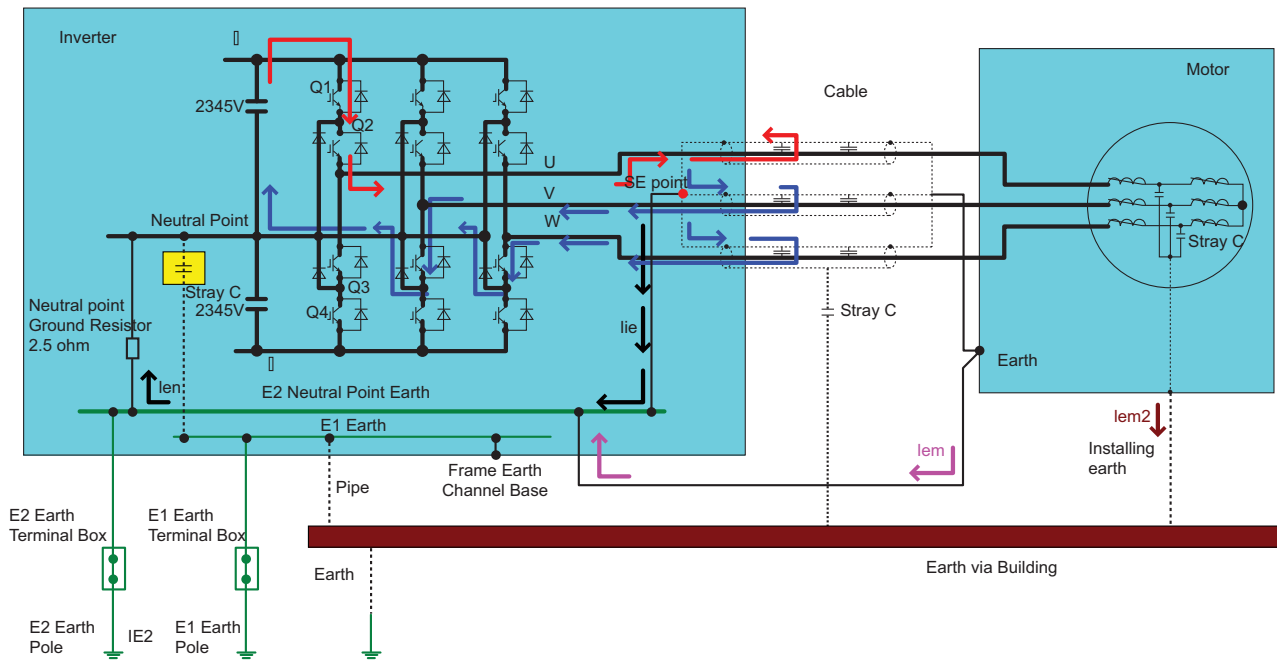 Inverter
▯
Q1
2345V
Q2
U
SE point
V
Neutral Point
W
Stray C
2345V
Q3
Q4
Neutral point
Ground Resistor
2.5 ohm
▯
Iie
Ien
E2 Neutral Point Earth
E1 Earth
Frame Earth
Channel Base
Pipe
Cable
Stray C
Motor
Stray C
Earth
Iem
Iem2
Installing
earth
E2 Earth
Terminal Box
E1 Earth
Terminal Box
Earth
Earth via Building
E2 Earth
Pole
IE2
E1 Earth
Pole